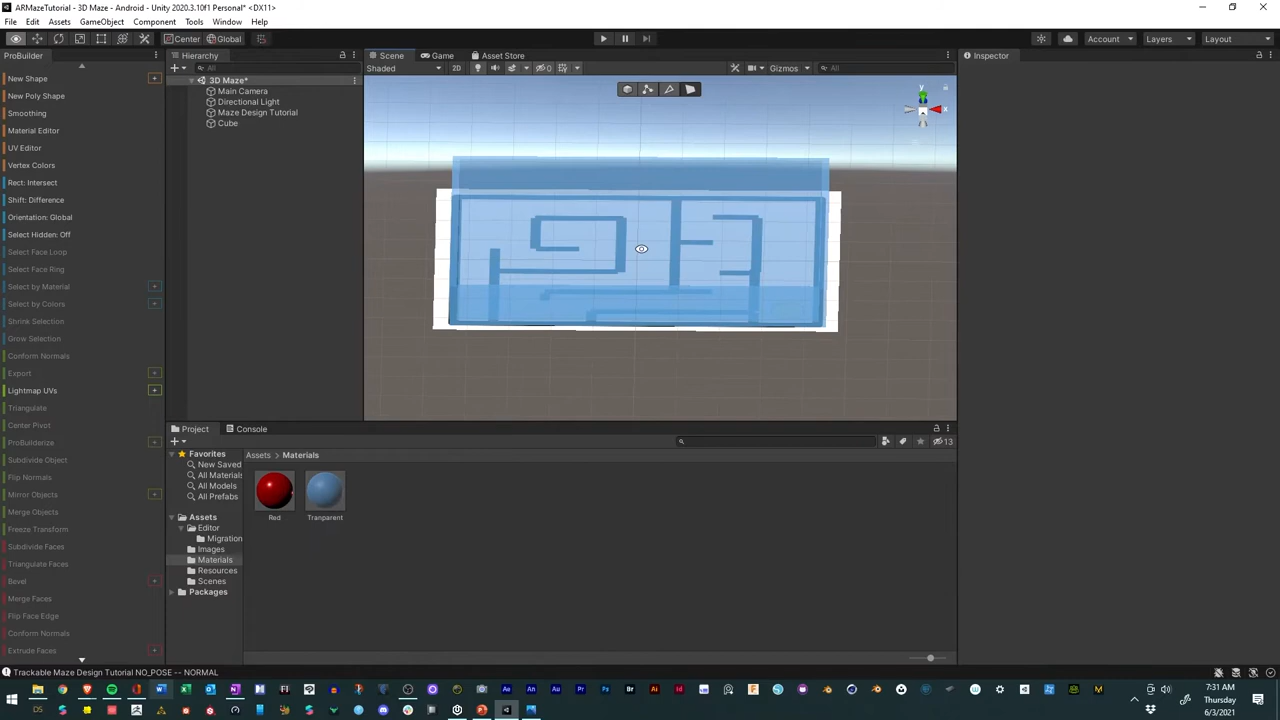 ARMazeTutorial - 3D Maze - Android - Unity 2020.3.10f1 Personal* <DX11>
File Edit Assets GameObject Component Tools Window Help
Center Global Account Layers Layout
ProBuilder
New Shape
New Poly Shape
Smoothing
Material Editor
UV Editor
Vertex Colors
Rect: Intersect
Shift: Difference
Orientation: Global
Select Hidden: Off
Select Face Loop
Select Face Ring
Select by Material
Select by Colors
Shrink Selection
Grow Selection
Conform Normals
Export
Lightmap UVs
Triangulate
Center Pivot
ProBuilderize
Subdivide Object
Flip Normals
Mirror Objects
Merge Objects
Freeze Transform
Subdivide Faces
Triangulate Faces
Bevel
Merge Faces
Flip Face Edge
Conform Normals
Extrude Faces
Hierarchy
All
3D Maze*
Main Camera
Directional Light
Maze Design Tutorial
Cube
Scene Game Asset Store
Shaded 2D 0 Gizmos All
y
x
Inspector
Project Console
13
Favorites
New Saved
All Materials
All Models
All Prefabs
Assets
Editor
Migration
Images
Materials
Resources
Scenes
Packages
Assets > Materials
Red Tranparent
Trackable Maze Design Tutorial NO_POSE -- NORMAL
7:31 AM
Thursday
6/3/2021